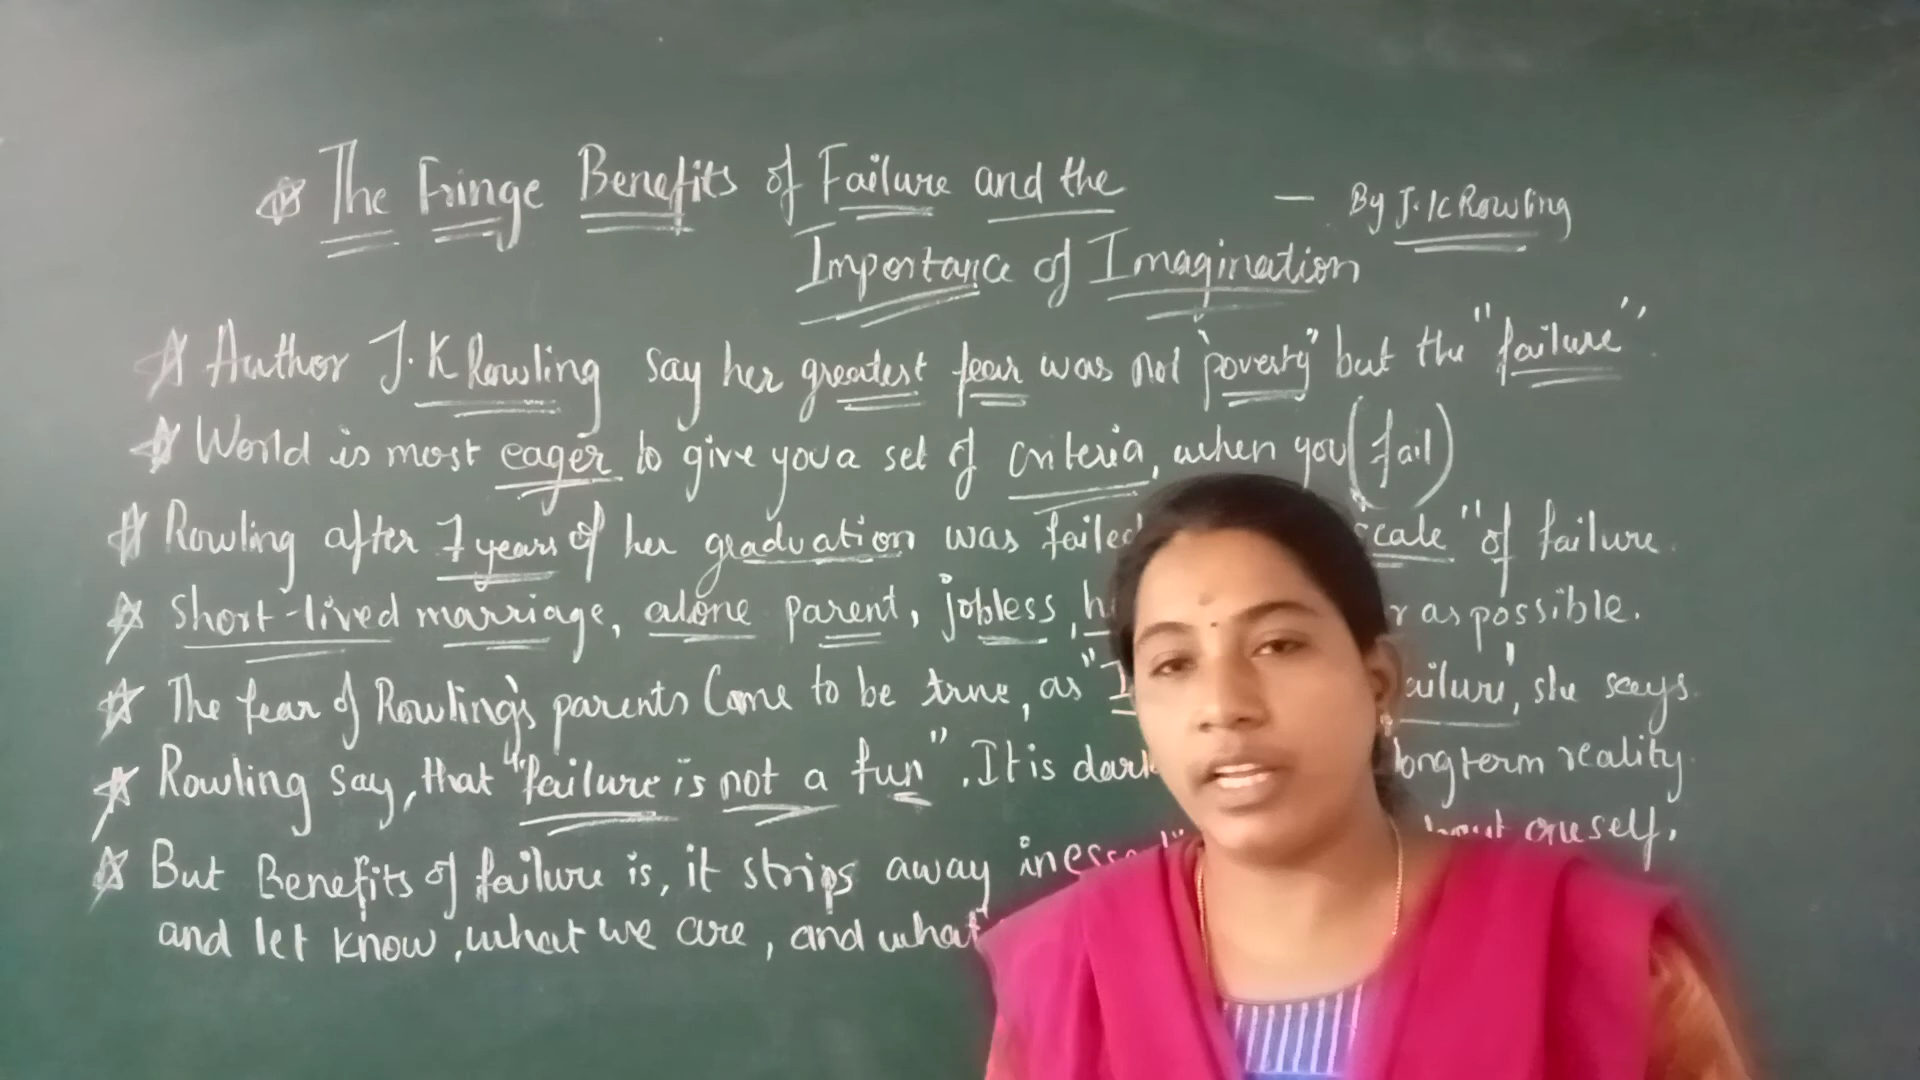 The Fringe Benefits of Failure and the
Importance of Imagination
— By J.K Rowling
Author J.K Rowling say her greatest fear was not "poverty" but the "failure".
World is most eager to give you a set of criteria, when you (fail)
Rowling after 7 years of her graduation was failed scale" of failure.
Short-lived marriage, alone parent, jobless, as possible.
The fear of Rowling's parents Come to be true, as she says.
Rowling say, that "failure is not a fun". It is longterm reality
But Benefits of failure is, it strips away oneself.
and let know, what we are, and what